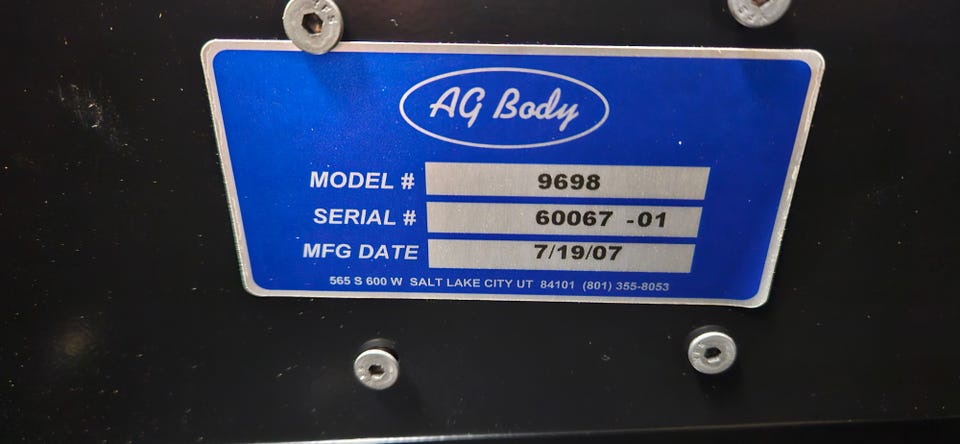 AG Body
MODEL # 9698
SERIAL # 60067 -01
MFG DATE 7/19/07
565 S 600 W SALT LAKE CITY UT 84101 (801) 355-8053